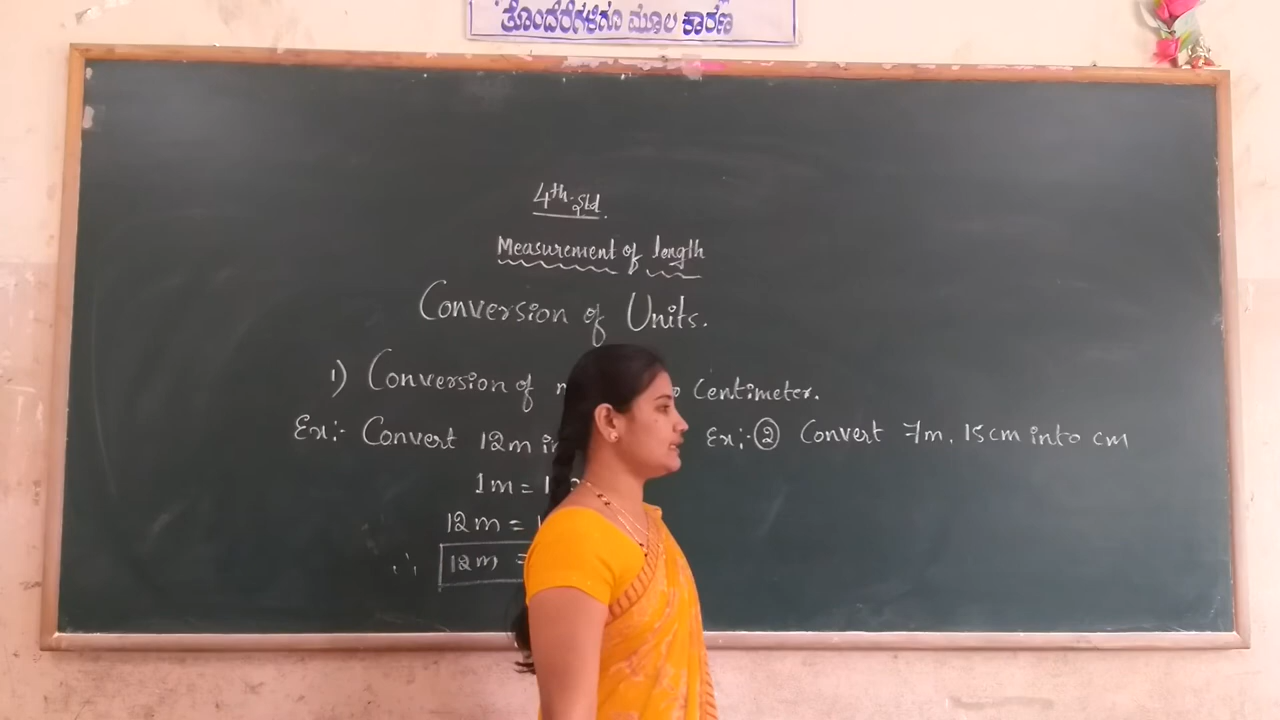 ತೊಂದರೆಗಳಿಗೂ ಮೂಲ ಕಾರಣ
4th std.
Measurement of length
Conversion of Units.
1) Conversion of centimeter.
Ex:- Convert 12m
1m =
12m =
∴ 12m =
Ex:- ② Convert 7m, 15cm into cm